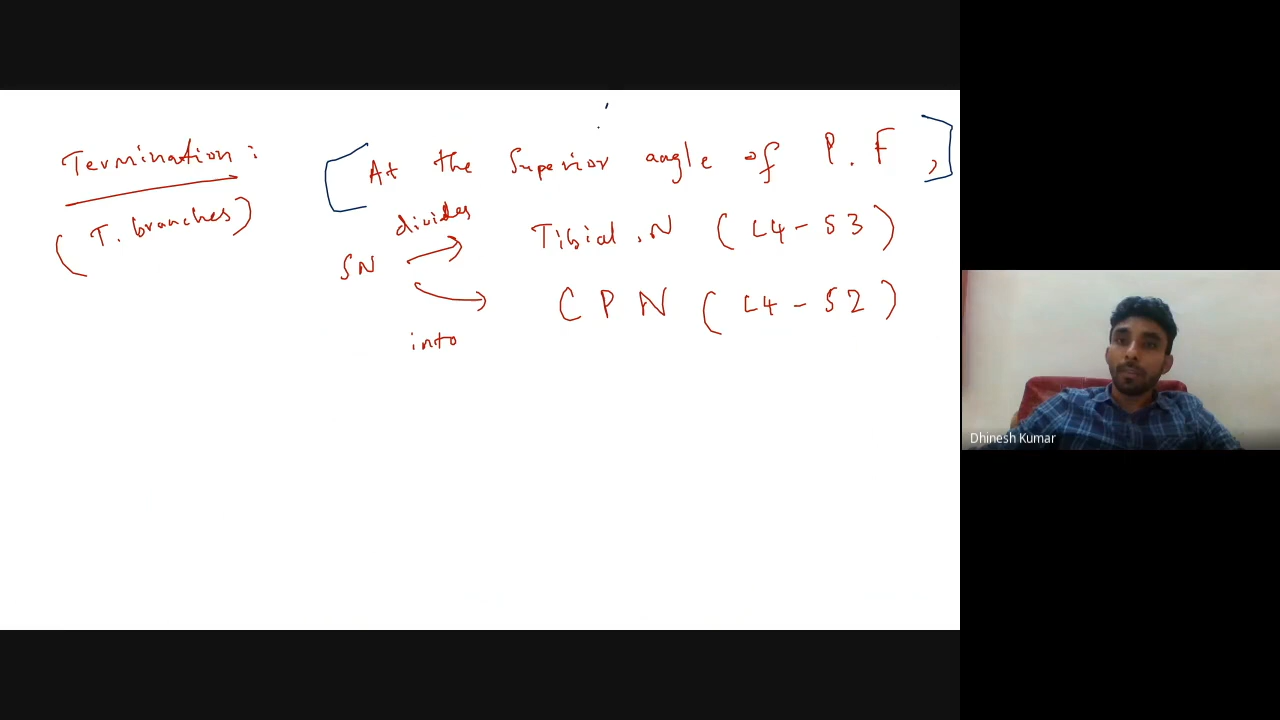 Termination :
(T. branches)
[At the Superior angle of P. F ,]
divides
SN
into
Tibial . N (L4 - S3)
C P N (L4 - S2)
Dhinesh Kumar